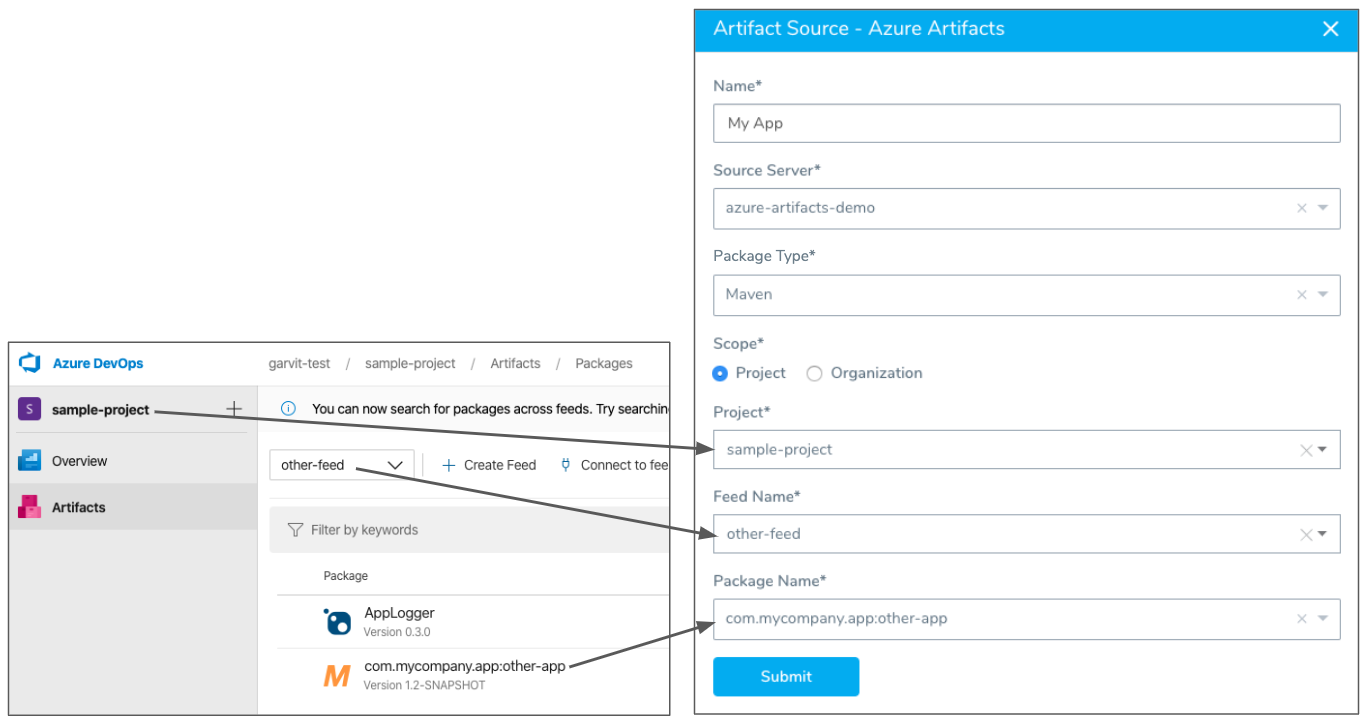 Azure DevOps
garvit-test / sample-project / Artifacts / Packages
S sample-project
Overview
Artifacts
You can now search for packages across feeds. Try searchin
other-feed
Create Feed
Connect to fee
Filter by keywords
Package
AppLogger
Version 0.3.0
M com.mycompany.app:other-app
Version 1.2-SNAPSHOT
Artifact Source - Azure Artifacts
Name*
My App
Source Server*
azure-artifacts-demo
Package Type*
Maven
Scope*
Project Organization
Project*
sample-project
Feed Name*
other-feed
Package Name*
com.mycompany.app:other-app
Submit